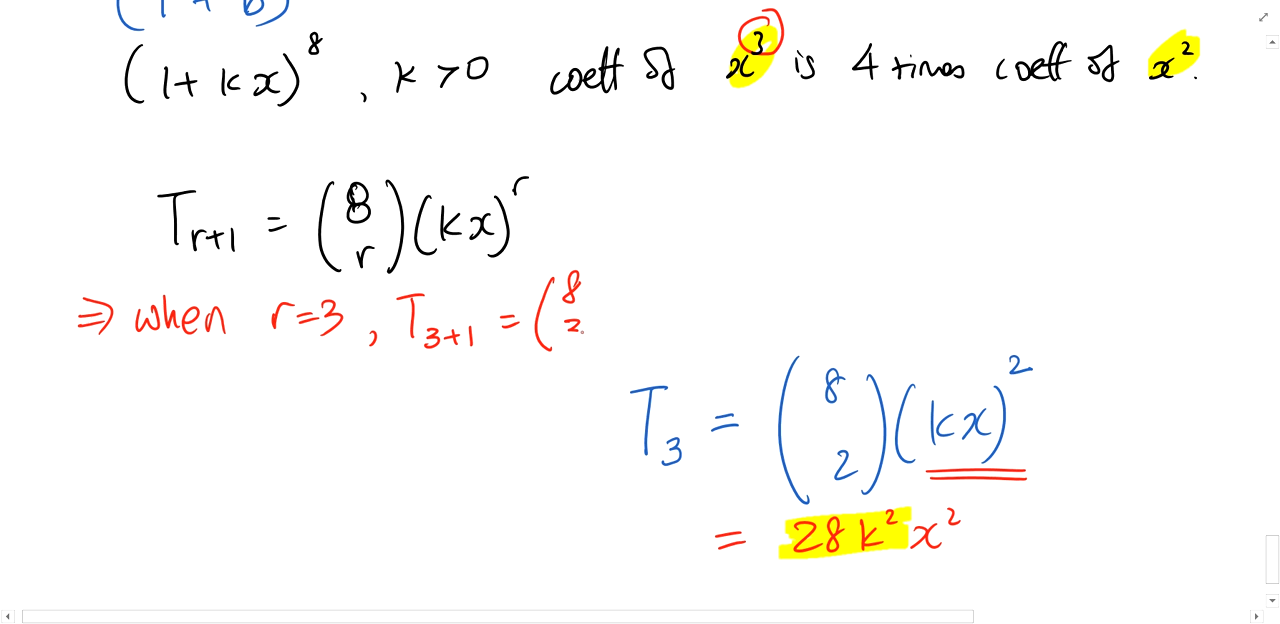 (1 + b)
(1 + kx)^8 , k > 0 coeff of x^3 is 4 times coeff of x^2.
T_{r+1} = (8 r)(kx)^r
⇒ when r=3 , T_{3+1} = (8
T_3 = (8 2)(kx)^2
= 28k^2 x^2